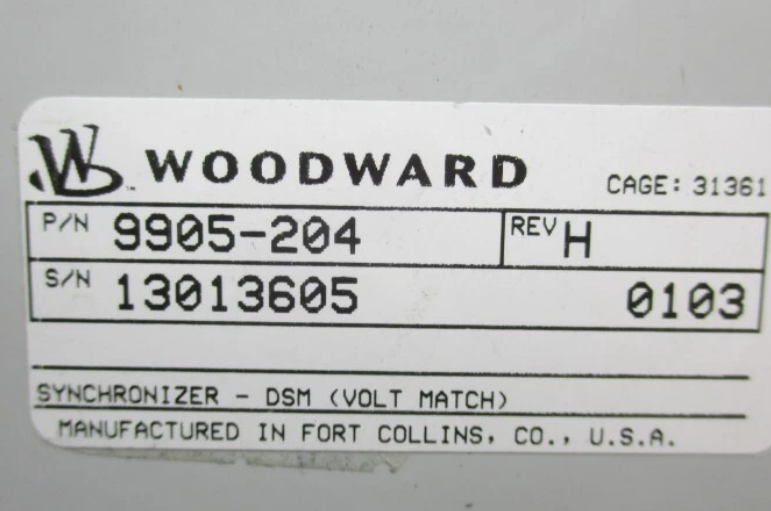 WOODWARD CAGE: 31361
P/N 9905-204 REV H
S/N 13013605 0103
SYNCHRONIZER - DSM (VOLT MATCH)
MANUFACTURED IN FORT COLLINS, CO., U.S.A.